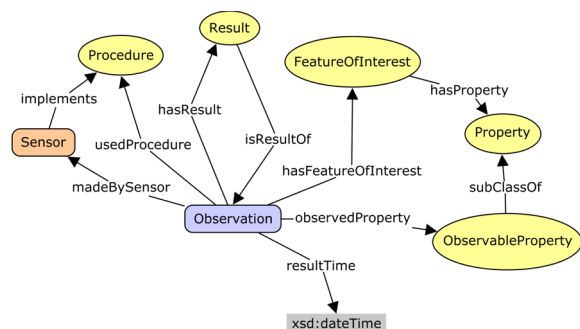 Result
Procedure
FeatureOfInterest
hasProperty
implements
hasResult
Property
Sensor
usedProcedure
isResultOf
hasFeatureOfInterest
madeBySensor
subClassOf
Observation
observedProperty
ObservableProperty
resultTime
xsd:dateTime